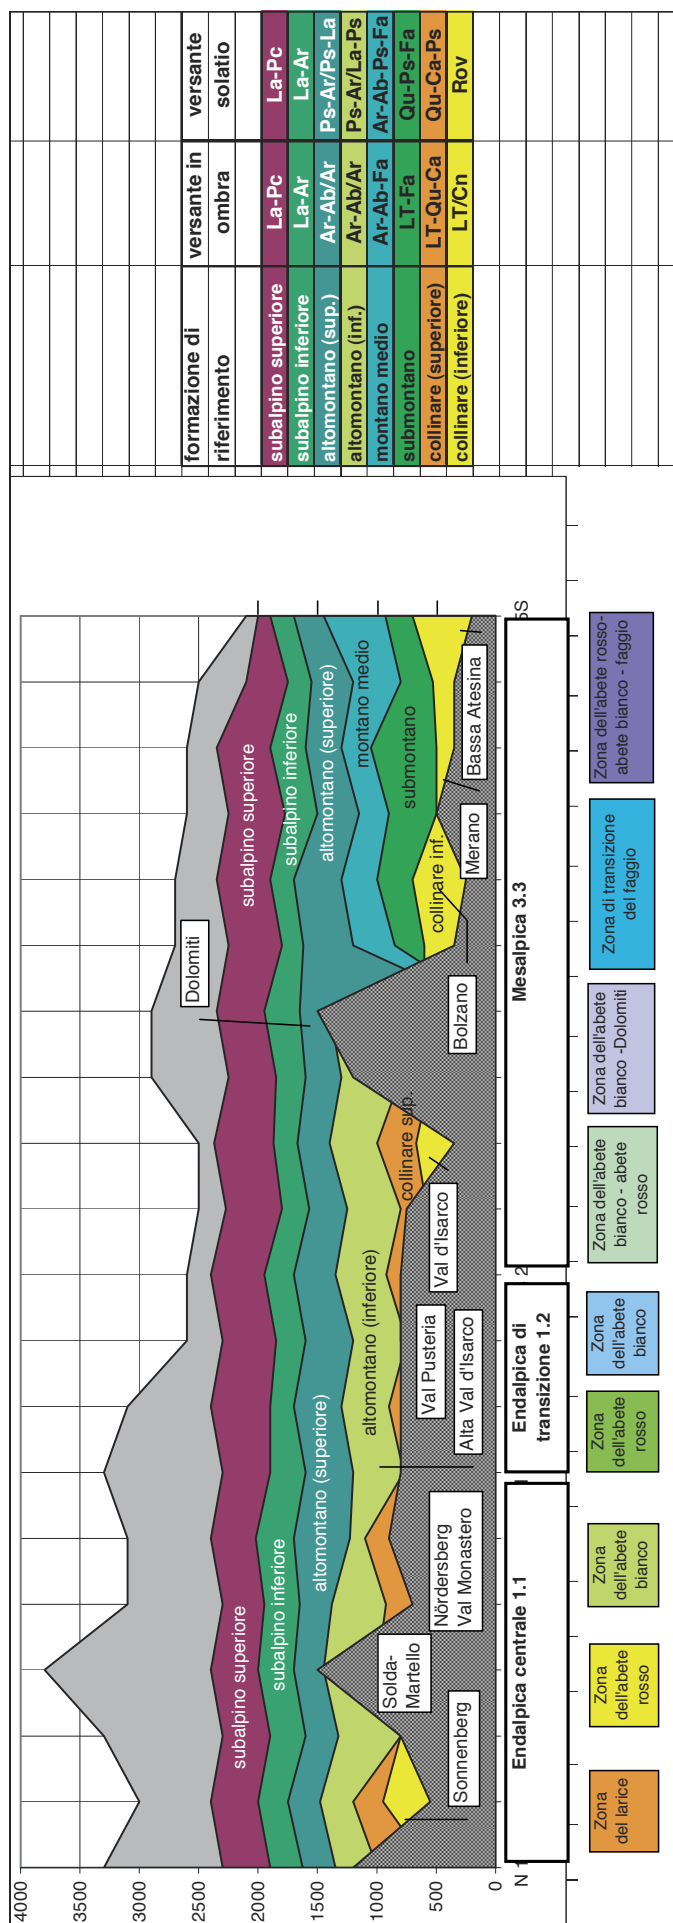 formazione di
riferimento
versante in
ombra
versante
solatio
subalpino superiore
La-Pc
La-Pc
subalpino inferiore
La-Ar
La-Ar
altomontano (sup.)
Ar-Ab/Ar
Ps-Ar/Ps-La
altomontano (inf.)
Ar-Ab/Ar
Ps-Ar/La-Ps
montano medio
Ar-Ab-Fa
Ar-Ab-Ps-Fa
submontano
LT-Fa
Qu-Ps-Fa
collinare (superiore)
LT-Qu-Ca
Qu-Ca-Ps
collinare (inferiore)
LT/Cn
Rov
4000
3500
3000
2500
2000
1500
1000
500
0
subalpino superiore
subalpino superiore
subalpino inferiore
subalpino inferiore
altomontano (superiore)
altomontano (superiore)
altomontano (inferiore)
montano medio
submontano
collinare sup.
collinare inf.
Dolomiti
Sonnenberg
Solda-
Martello
Nördersberg
Val Monastero
Val Pusteria
Alta Val d'Isarco
Val d'Isarco
Bolzano
Merano
Bassa Atesina
N
2
S
Endalpica centrale 1.1
Endalpica di
transizione 1.2
Mesalpica 3.3
Zona
del larice
Zona
dell'abete
rosso
Zona
dell'abete
bianco
Zona
dell'abete
rosso
Zona
dell'abete
bianco
Zona dell'abete
bianco - abete
rosso
Zona dell'abete
bianco -Dolomiti
Zona di transizione
del faggio
Zona dell'abete rosso-
abete bianco - faggio